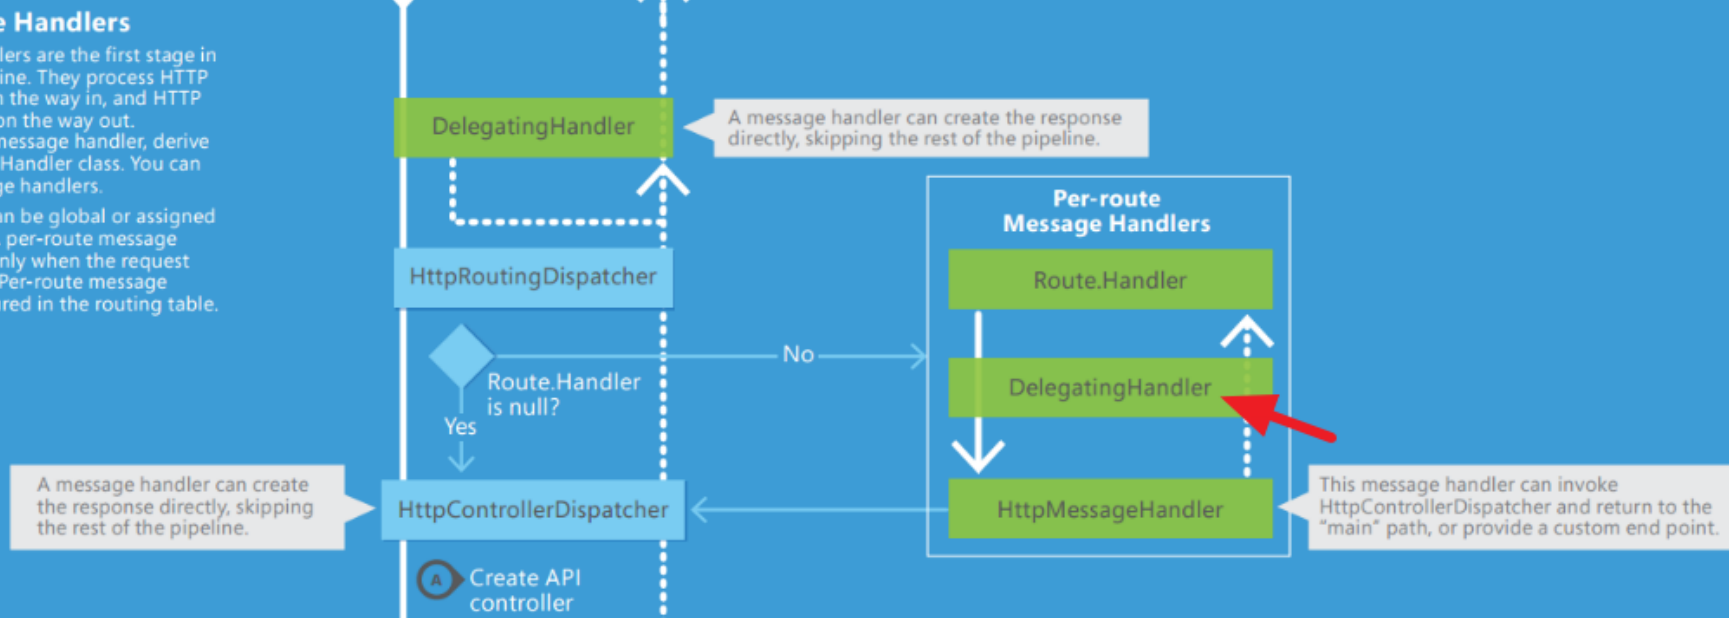 e Handlers
lers are the first stage in
ine. They process HTTP
n the way in, and HTTP
on the way out.
message handler, derive
Handler class. You can
ge handlers.
an be global or assigned
per-route message
nly when the request
Per-route message
red in the routing table.
DelegatingHandler
A message handler can create the response
directly, skipping the rest of the pipeline.
HttpRoutingDispatcher
Route.Handler
is null?
No
Yes
Per-route
Message Handlers
Route.Handler
DelegatingHandler
HttpMessageHandler
This message handler can invoke
HttpControllerDispatcher and return to the
"main" path, or provide a custom end point.
A message handler can create
the response directly, skipping
the rest of the pipeline.
HttpControllerDispatcher
A
Create API
controller